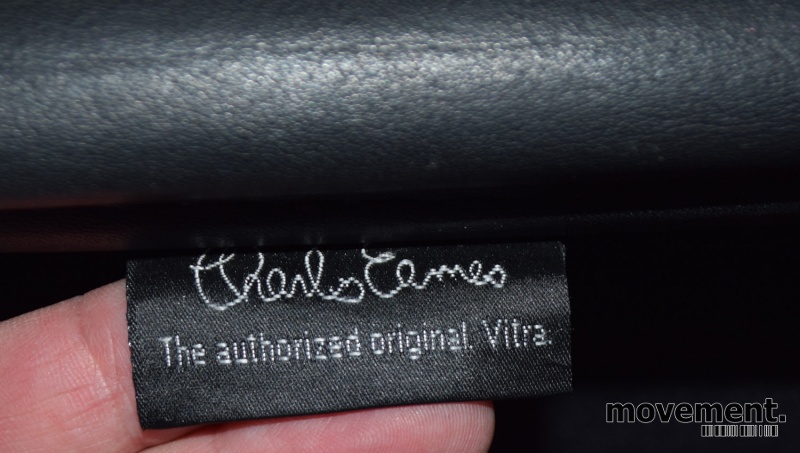 Charles Eames
The authorized original. Vitra.
movement.